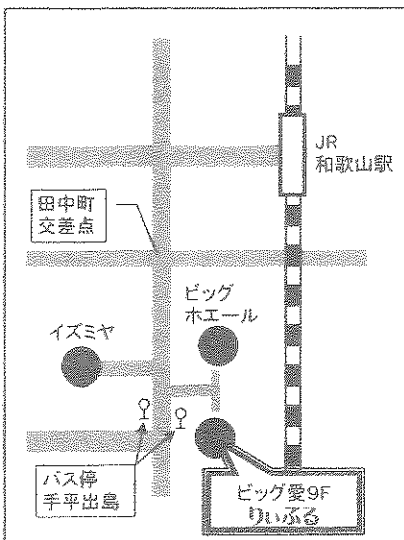 JR
和歌山駅
田中町
交差点
ビッグ
ホエール
イズミヤ
バス停
手平出島
ビッグ愛9F
りぃぶる